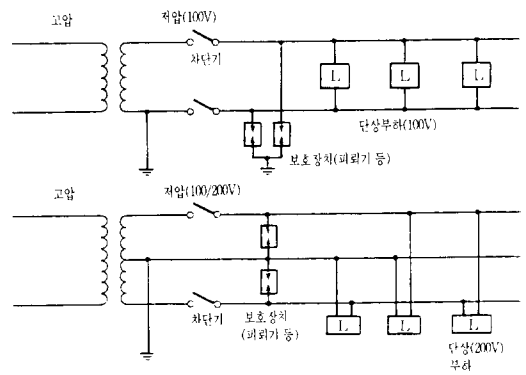 고압
저압(100V)
차단기
L
L
L
단상부하(100V)
보호장치(피뢰기 등)
고압
저압(100/200V)
차단기
보호장치
(피뢰기 등)
L
L
L
단상(200V)
부하